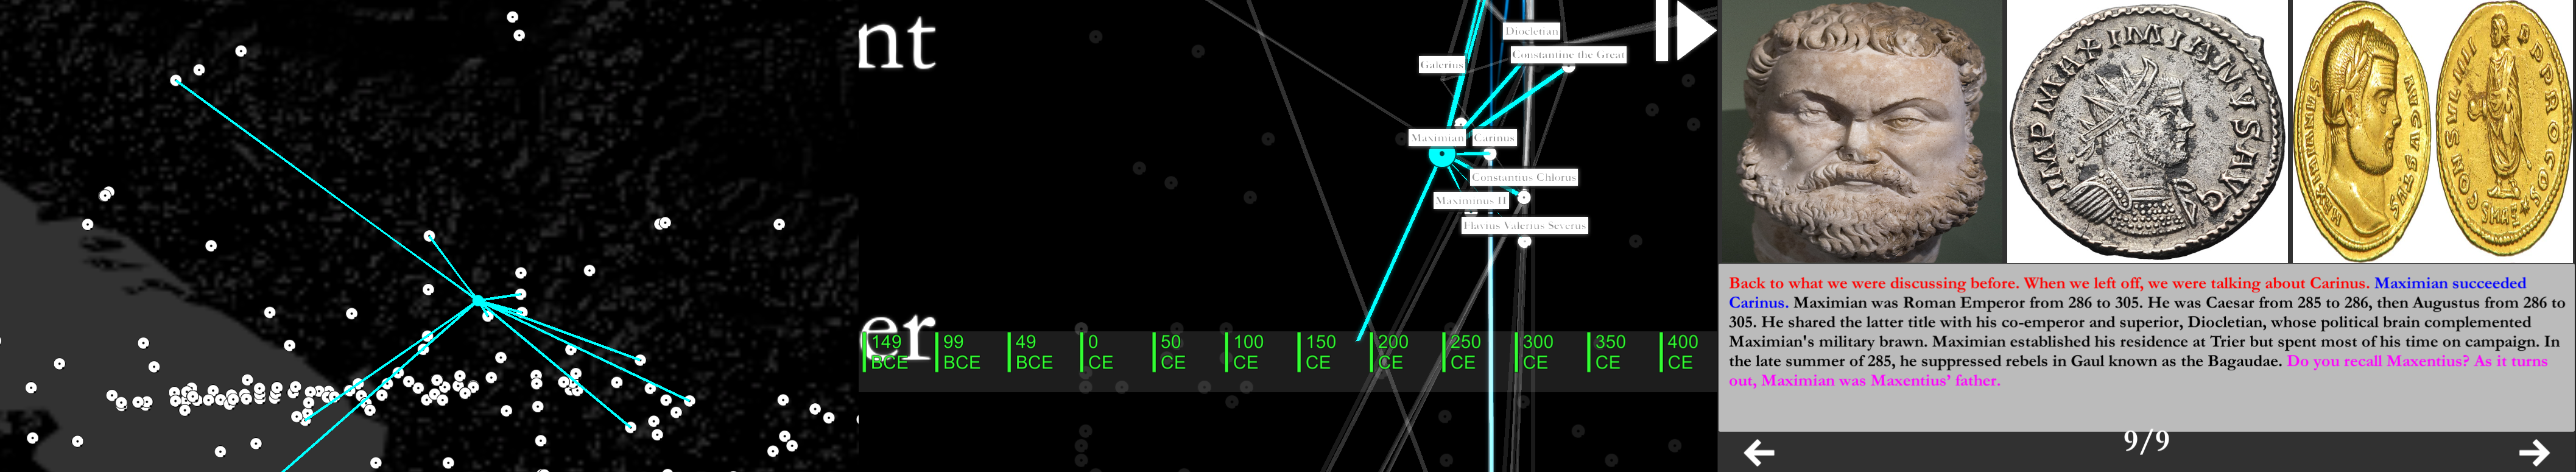 nt
er
Diocletian
Constantine the Great
Galerius
Maximian
Carinus
Constantius Chlorus
Maximinus II
Flavius Valerius Severus
149 BCE
99 BCE
49 BCE
0 CE
50 CE
100 CE
150 CE
200 CE
250 CE
300 CE
350 CE
400 CE
IMP MAXIMIANVS AVG
CONSVL IIII P P PROCOS
SMAΞ*
Back to what we were discussing before. When we left off, we were talking about Carinus. Maximian succeeded
Carinus. Maximian was Roman Emperor from 286 to 305. He was Caesar from 285 to 286, then Augustus from 286 to
305. He shared the latter title with his co-emperor and superior, Diocletian, whose political brain complemented
Maximian's military brawn. Maximian established his residence at Trier but spent most of his time on campaign. In
the late summer of 285, he suppressed rebels in Gaul known as the Bagaudae. Do you recall Maxentius? As it turns
out, Maximian was Maxentius’ father.
9/9